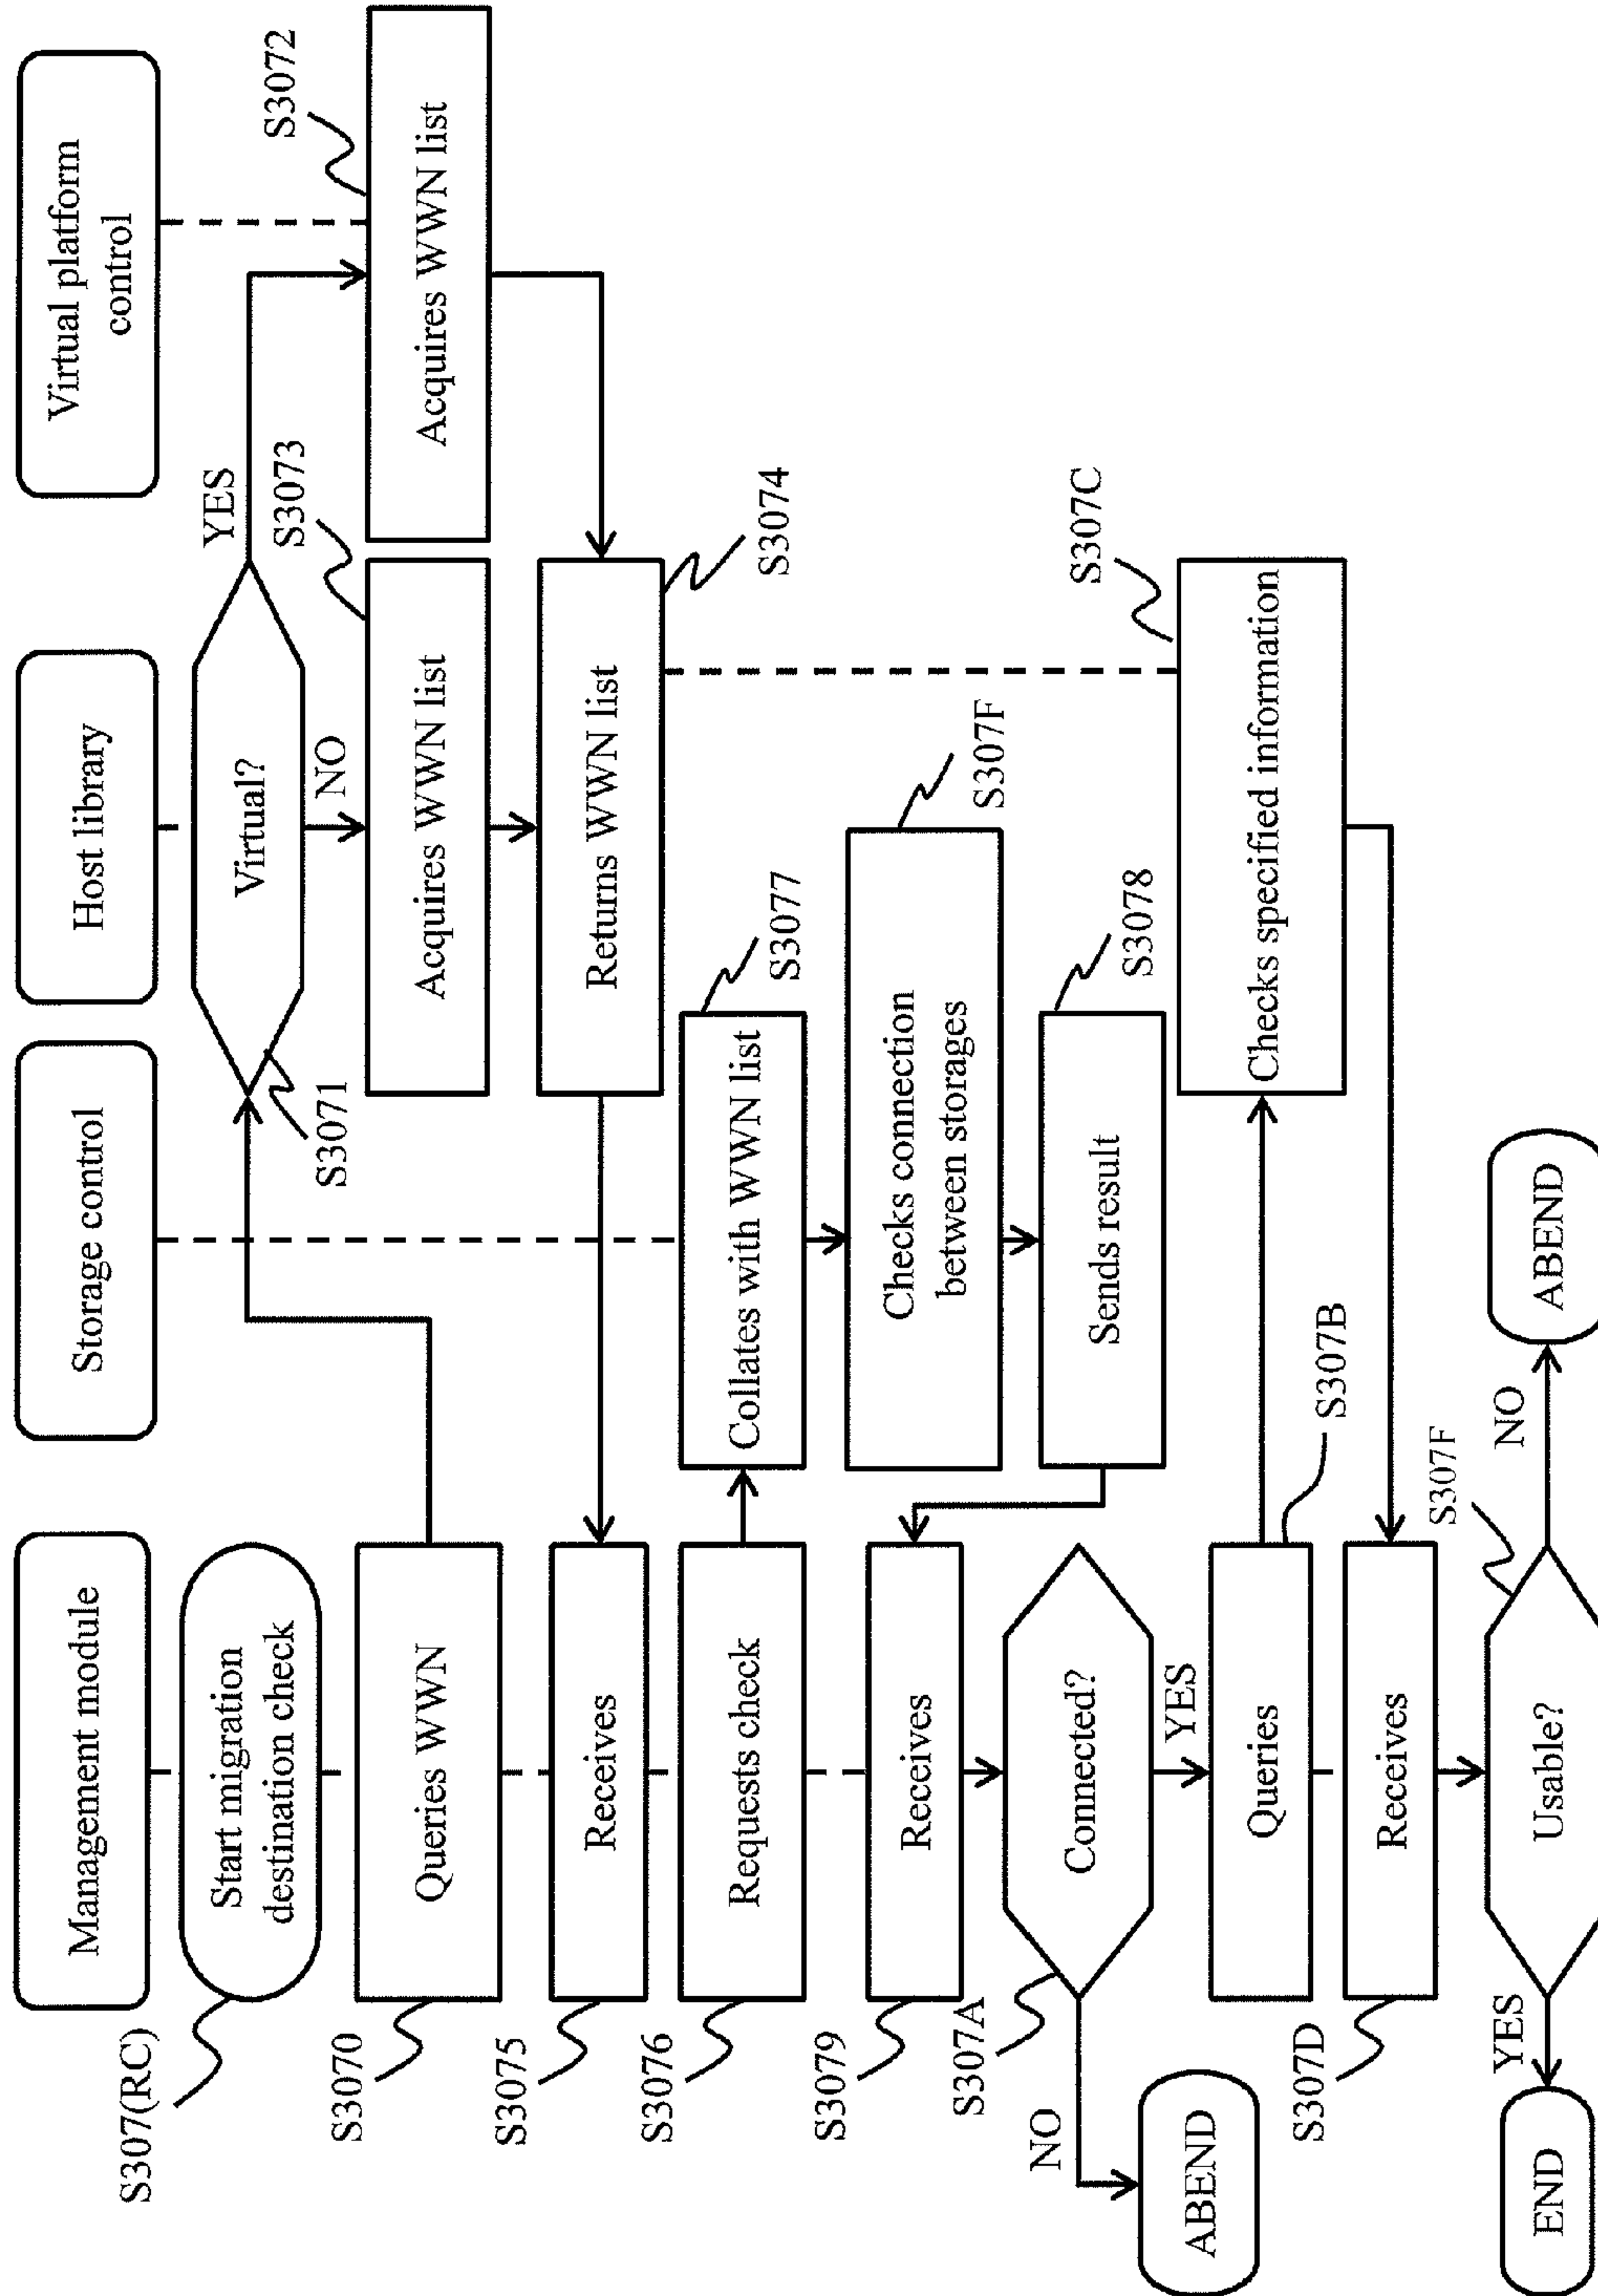 Management module
Storage control
Host library
Virtual platform
control
S307(RC)
Start migration
destination check
S3071
Virtual?
YES
NO
S3070
Queries WWN
S3073
Acquires WWN list
S3072
Acquires WWN list
S3075
Receives
Returns WWN list
S3074
S3076
Requests check
Collates with WWN list
S3077
S3079
Receives
Checks connection
between storages
S307F
S307A
Connected?
NO
YES
ABEND
Sends result
S3078
Queries
S307B
Checks specified information
S307C
S307D
Receives
S307F
Usable?
YES
NO
END
ABEND